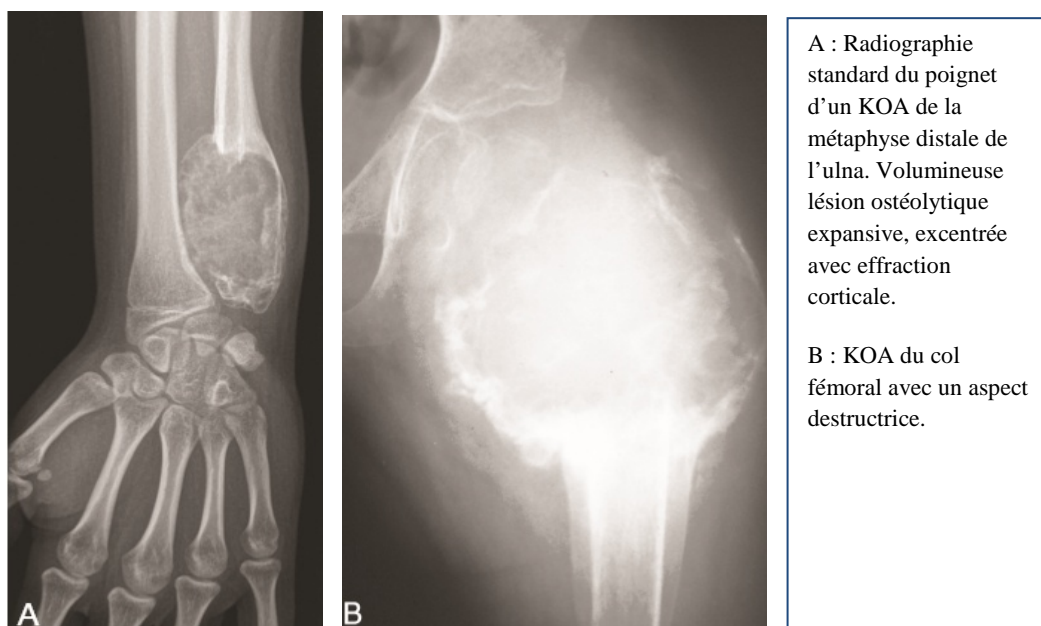 A
B
A : Radiographie
standard du poignet
d’un KOA de la
métaphyse distale de
l’ulna. Volumineuse
lésion ostéolytique
expansive, excentrée
avec effraction
corticale.
B : KOA du col
fémoral avec un aspect
destructrice.